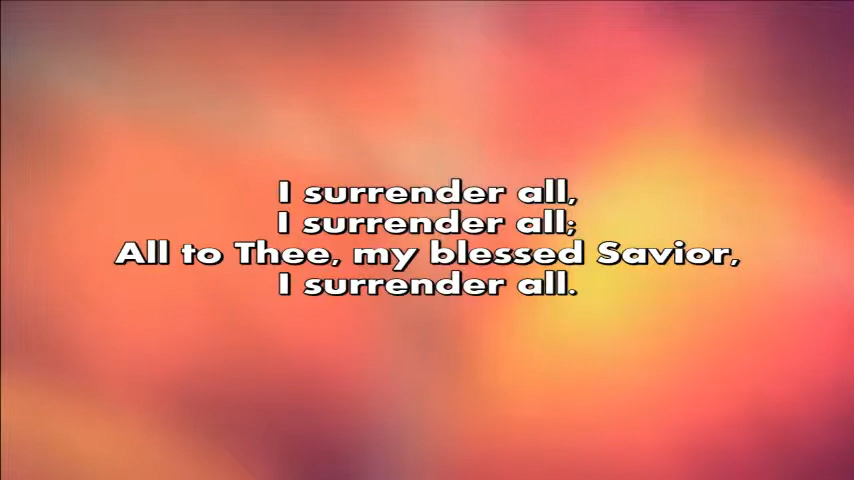 I surrender all,
I surrender all;
All to Thee, my blessed Savior,
I surrender all.